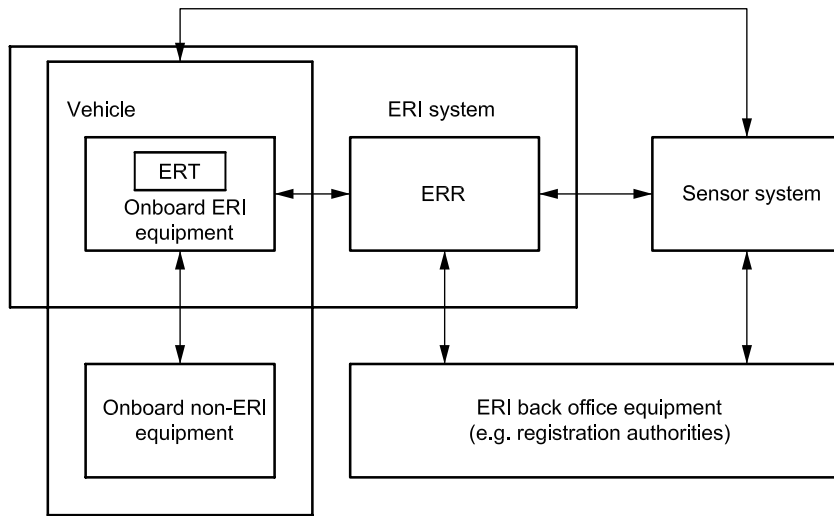 Vehicle
ERI system
ERT
Onboard ERI
equipment
ERR
Sensor system
Onboard non-ERI
equipment
ERI back office equipment
(e.g. registration authorities)